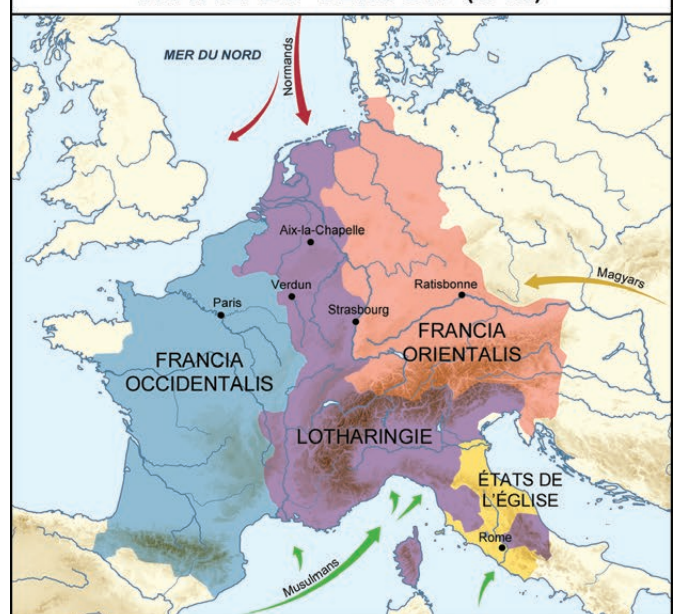 MER DU NORD
Normands
Aix-la-Chapelle
Verdun
Paris
Strasbourg
Ratisbonne
Magyars
FRANCIA
OCCIDENTALIS
FRANCIA
ORIENTALIS
LOTHARINGIE
ÉTATS DE
L'ÉGLISE
Rome
Musulmans